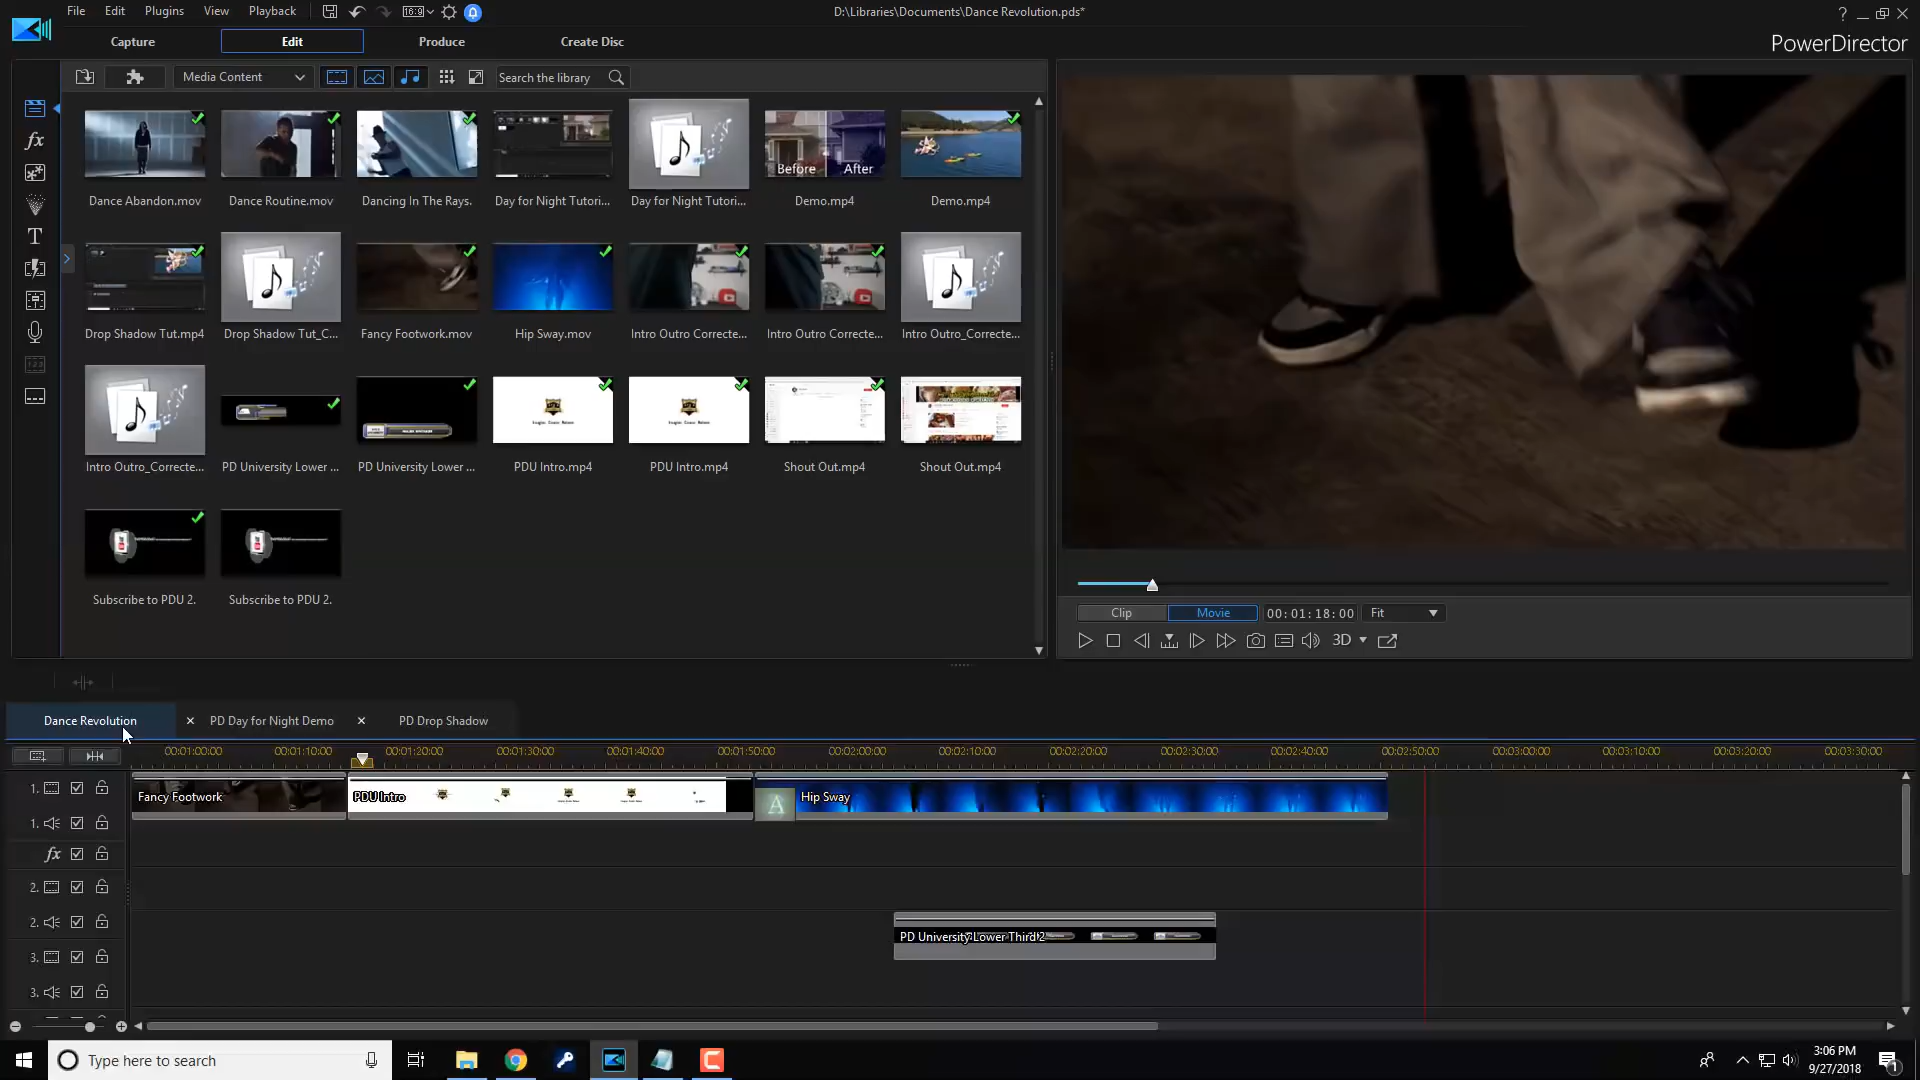 File Edit Plugins View Playback 16:9 D:\Libraries\Documents\Dance Revolution.pds* ?
Capture Edit Produce Create Disc PowerDirector
Media Content Search the library
Before After
Dance Abandon.mov Dance Routine.mov Dancing In The Rays. Day for Night Tutori... Day for Night Tutori... Demo.mp4 Demo.mp4
Drop Shadow Tut.mp4 Drop Shadow Tut_C... Fancy Footwork.mov Hip Sway.mov Intro Outro Correcte... Intro Outro Correcte... Intro Outro_Correcte...
Intro Outro_Correcte... PD University Lower ... PD University Lower ... PDU Intro.mp4 PDU Intro.mp4 Shout Out.mp4 Shout Out.mp4
Subscribe to PDU 2. Subscribe to PDU 2.
Clip Movie 00:01:18:00 Fit
3D
Dance Revolution PD Day for Night Demo PD Drop Shadow
00:01:00:00 00:01:10:00 00:01:20:00 00:01:30:00 00:01:40:00 00:01:50:00 00:02:00:00 00:02:10:00 00:02:20:00 00:02:30:00 00:02:40:00 00:02:50:00 00:03:00:00 00:03:10:00 00:03:20:00 00:03:30:00
1. Fancy Footwork PDU Intro A Hip Sway
1.
fx
2.
2. PD University Lower Third 2
3.
3.
Type here to search 3:06 PM
9/27/2018 1